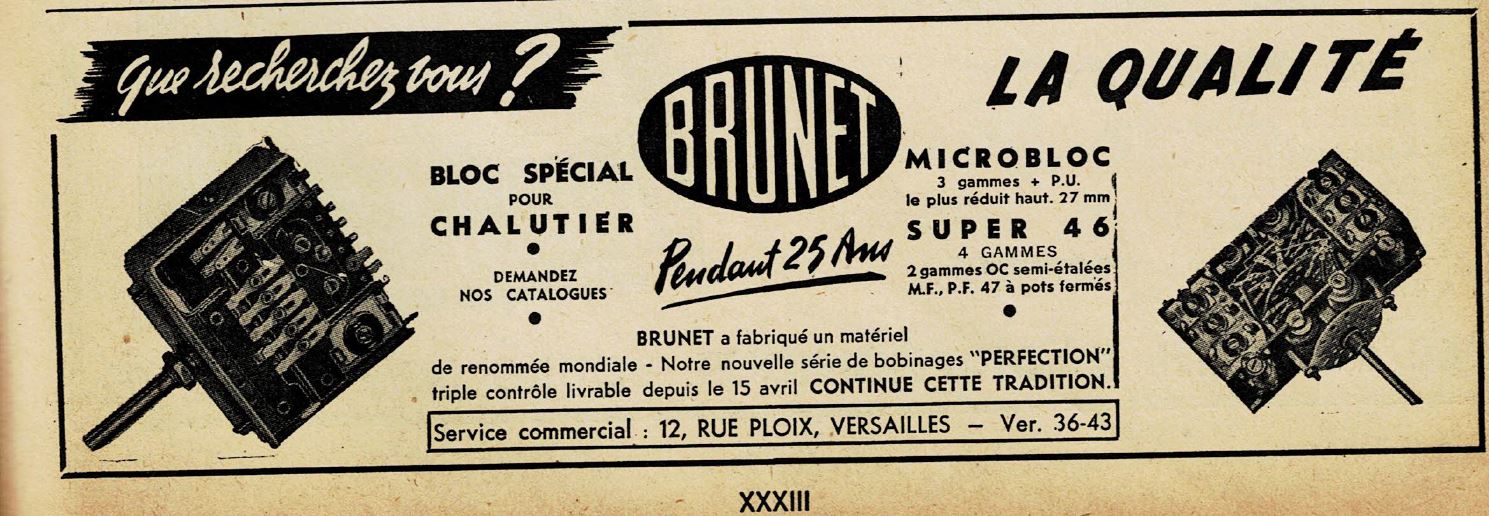 Que recherchez vous ?
LA QUALITÉ
BRUNET
Pendant 25 Ans
BLOC SPÉCIAL
POUR
CHALUTIER
DEMANDEZ
NOS CATALOGUES
MICROBLOC
3 gammes + P.U.
le plus réduit haut. 27 mm
SUPER 46
4 GAMMES
2 gammes OC semi-étalées
M.F., P.F. 47 à pots fermés
BRUNET a fabriqué un matériel
de renommée mondiale - Notre nouvelle série de bobinages "PERFECTION"
triple contrôle livrable depuis le 15 avril CONTINUE CETTE TRADITION.
Service commercial : 12, RUE PLOIX, VERSAILLES — Ver. 36-43
XXXIII